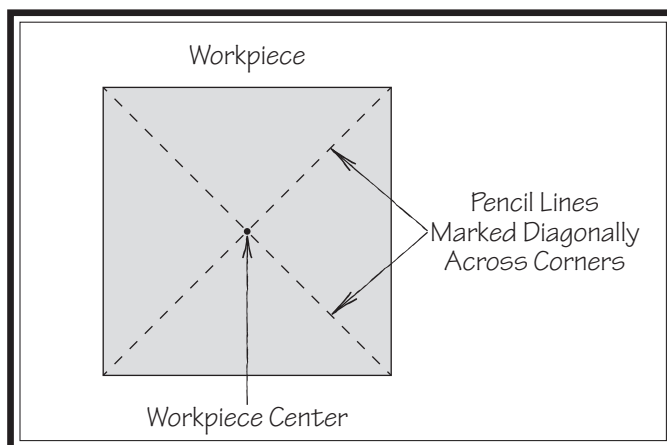 Workpiece
Pencil Lines
Marked Diagonally
Across Corners
Workpiece Center